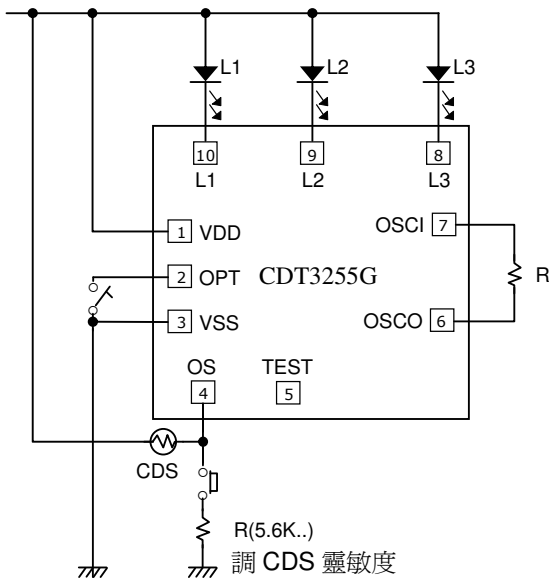 L1 L2 L3
10 9 8
L1 L2 L3
1 VDD OSCI 7
2 OPT CDT3255G R
3 VSS OSCO 6
OS TEST
4 5
CDS
R(5.6K..)
調 CDS 靈敏度